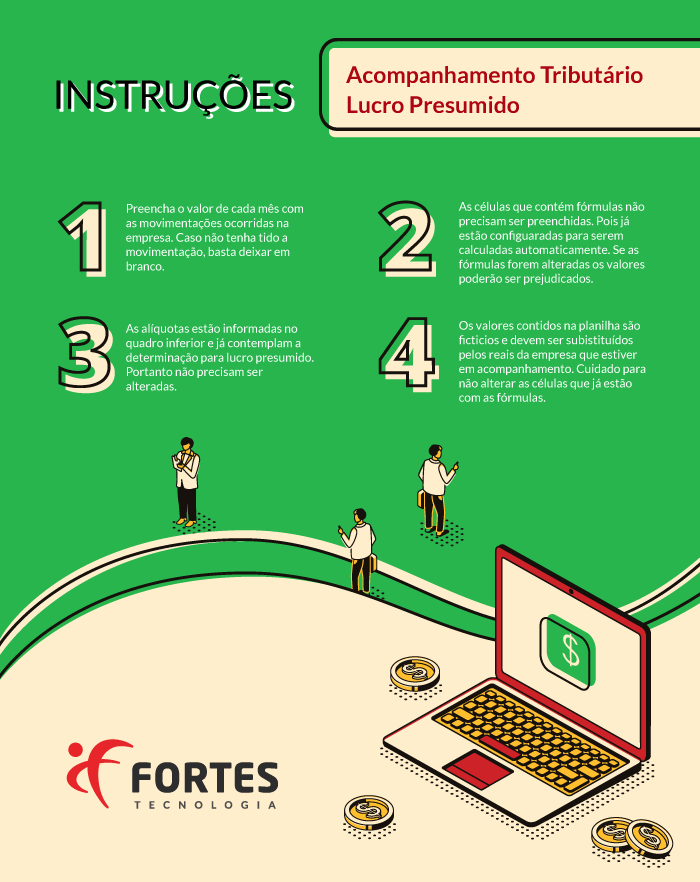 INSTRUÇÕES
Acompanhamento Tributário
Lucro Presumido
1
Preencha o valor de cada mês com
as movimentações ocorridas na
empresa. Caso não tenha tido a
movimentação, basta deixar em
branco.
2
As células que contém fórmulas não
precisam ser preenchidas. Pois já
estão configuaradas para serem
calculadas automaticamente. Se as
fórmulas forem alteradas os valores
poderão ser prejudicados.
3
As alíquotas estão informadas no
quadro inferior e já contemplam a
determinação para lucro presumido.
Portanto não precisam ser
alteradas.
4
Os valores contidos na planilha são
ficticios e devem ser subistituídos
pelos reais da empresa que estiver
em acompanhamento. Cuidado para
não alterar as células que já estão
com as fórmulas.
$
FORTES
TECNOLOGIA